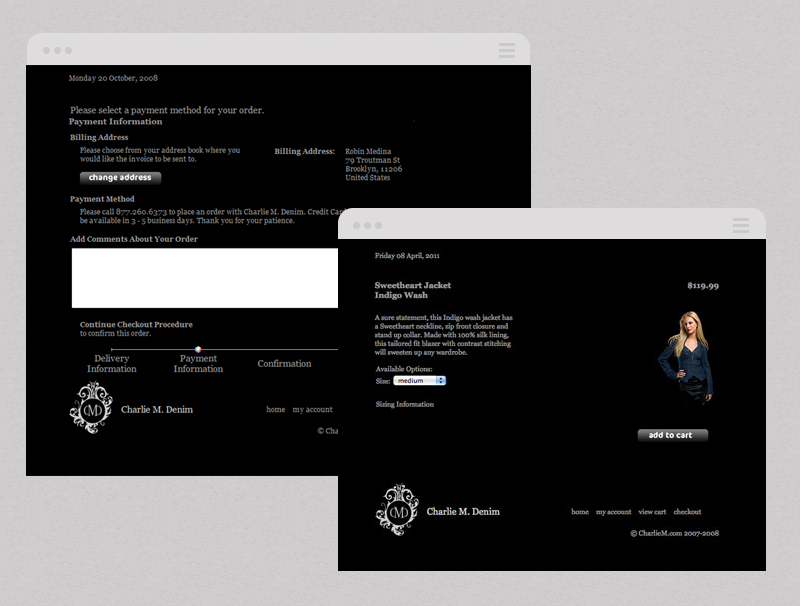 Monday 20 October, 2008
Please select a payment method for your order.
Payment Information
Billing Address
Please choose from your address book where you
would like the invoice to be sent to.
change address
Billing Address:
Robin Medina
79 Troutman St
Brooklyn, 11206
United States
Payment Method
Please call 877.260.6373 to place an order with Charlie M. Denim. Credit
be available in 3 - 5 business days. Thank you for your patience.
Add Comments About Your Order
Continue Checkout Procedure
to confirm this order.
Delivery
Information
Payment
Information
Confirmation
CMD
Charlie M. Denim
home my account
©
Friday 08 April, 2011
Sweetheart Jacket
Indigo Wash
$119.99
A sure statement, this Indigo wash jacket has
a Sweetheart neckline, zip front closure and
stand up collar. Made with 100% silk lining,
this tailored fit blazer with contrast stitching
will sweeten up any wardrobe.
Available Options:
Size: medium
Sizing Information
add to cart
CMD
Charlie M. Denim
home my account view cart checkout
© CharlieM.com 2007-2008